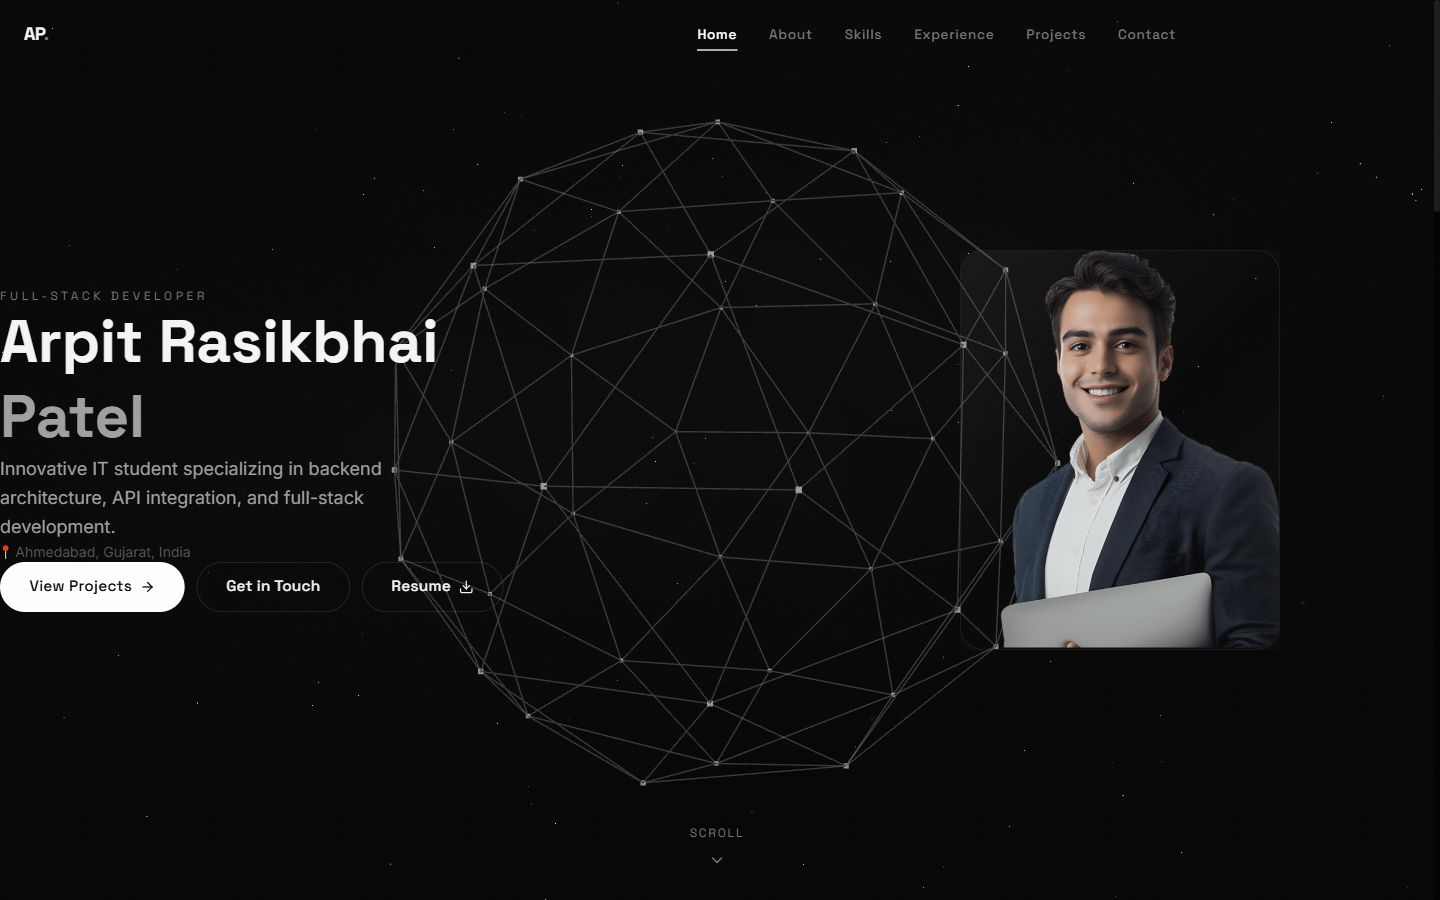 AP.
Home
About
Skills
Experience
Projects
Contact
FULL-STACK DEVELOPER
Arpit Rasikbhai
Patel
Innovative IT student specializing in backend
architecture, API integration, and full-stack
development.
Ahmedabad, Gujarat, India
View Projects →
Get in Touch
Resume
SCROLL